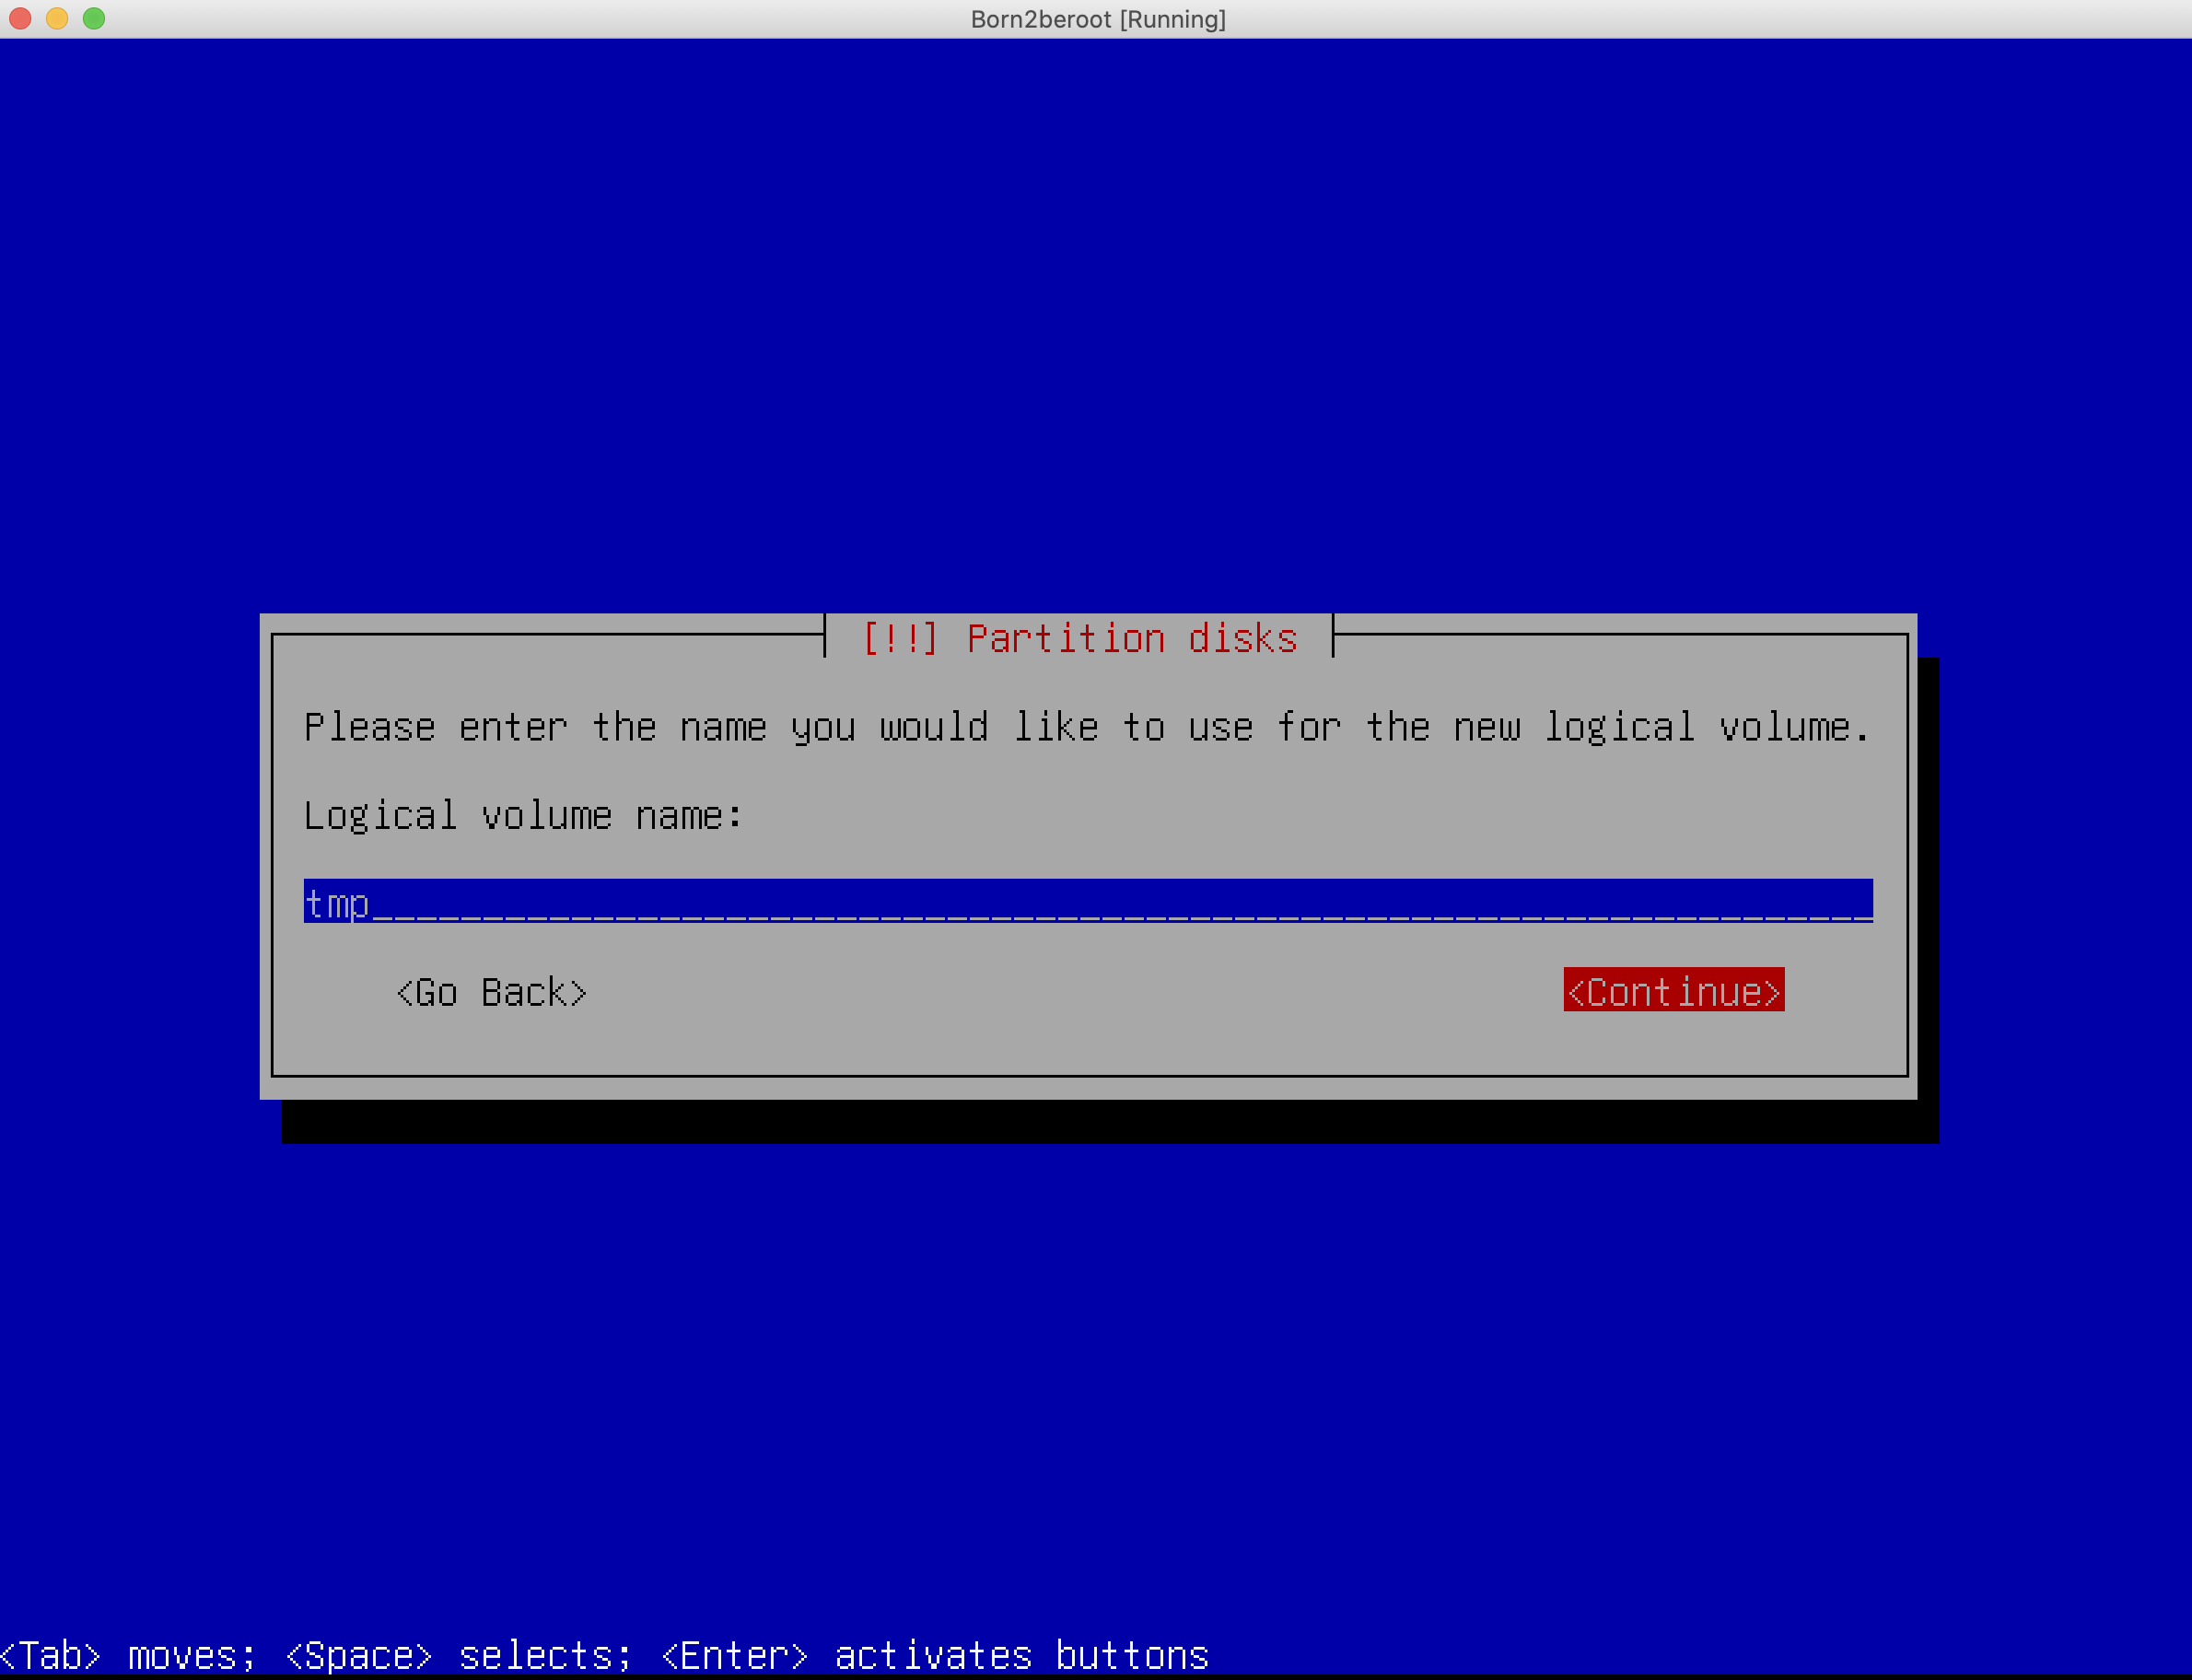 Born2beroot [Running]
[!!] Partition disks
Please enter the name you would like to use for the new logical volume.
Logical volume name:
tmp
<Go Back> <Continue>
<Tab> moves; <Space> selects; <Enter> activates buttons